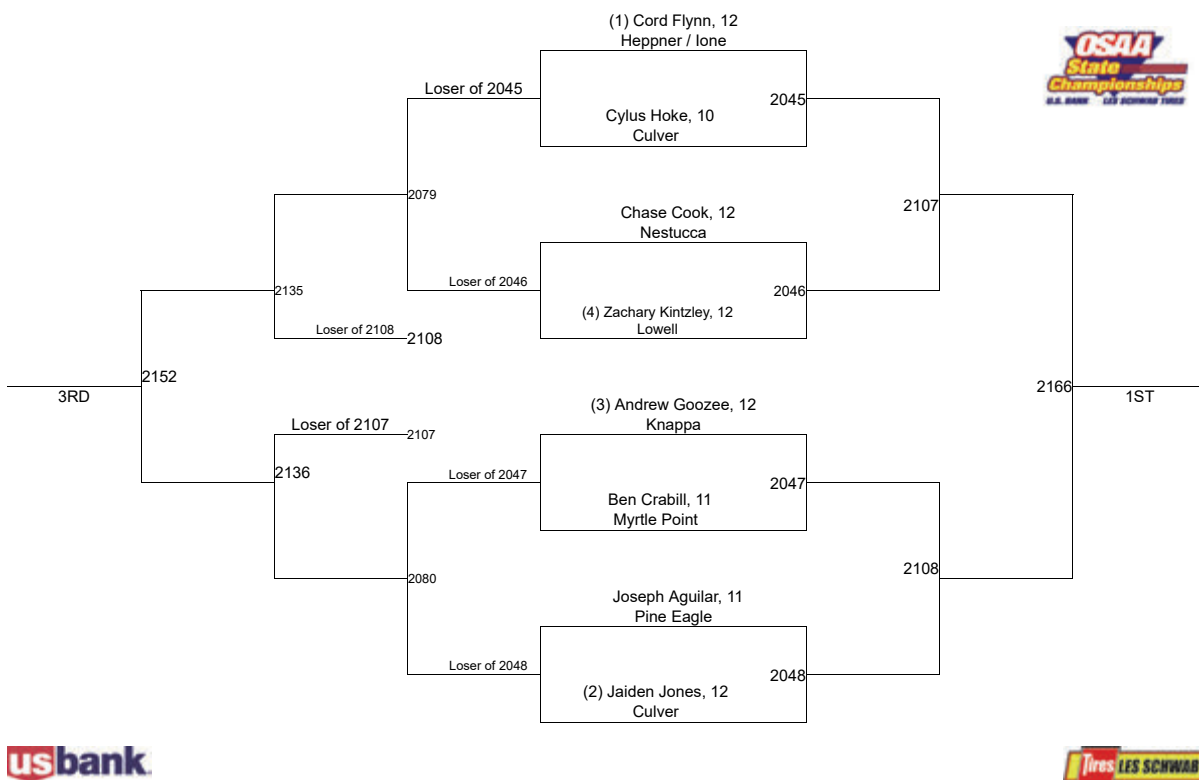 (1) Cord Flynn, 12
Heppner / Ione
OSAA
State
Championships
U.S. BANK LES SCHWAB TIRES
Loser of 2045
2045
Cylus Hoke, 10
Culver
2079
2107
Chase Cook, 12
Nestucca
Loser of 2046
2046
2135
(4) Zachary Kintzley, 12
Lowell
Loser of 2108
2108
2152
2166
3RD
1ST
(3) Andrew Goozee, 12
Knappa
Loser of 2107
2107
2136
Loser of 2047
2047
Ben Crabill, 11
Myrtle Point
2080
2108
Joseph Aguilar, 11
Pine Eagle
Loser of 2048
2048
(2) Jaiden Jones, 12
Culver
usbank
Tires LES SCHWAB